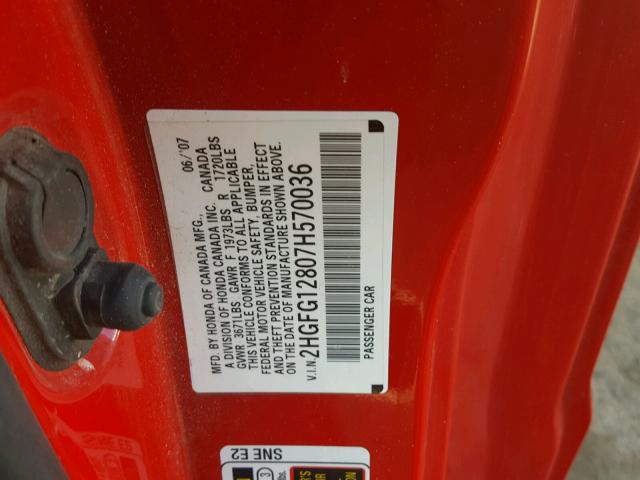 MFD. BY HONDA OF CANADA MFG., 06/'07
A DIVISION OF HONDA CANADA INC. CANADA
GVWR 3671LBS GAWR F 1973LBS R 1720LBS
THIS VEHICLE CONFORMS TO ALL APPLICABLE
FEDERAL MOTOR VEHICLE SAFETY, BUMPER,
AND THEFT PREVENTION STANDARDS IN EFFECT
ON THE DATE OF MANUFACTURE SHOWN ABOVE.
V.I.N. 2HGFG12807H570036
PASSENGER CAR
SNE E2
3